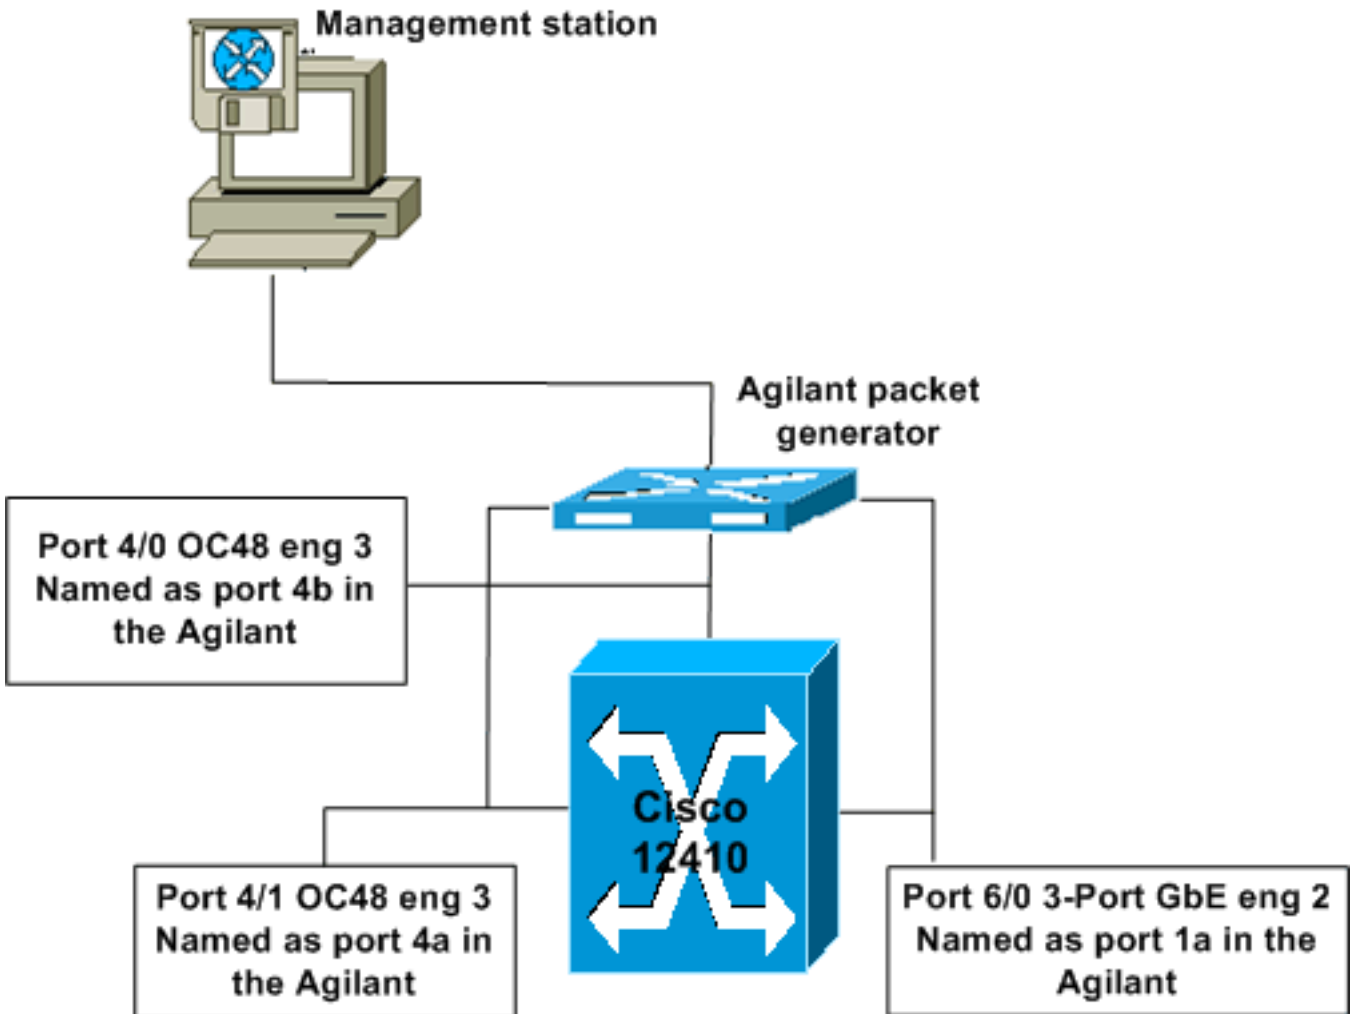 Management station
Agilant packet
generator
Port 4/0 OC48 eng 3
Named as port 4b in
the Agilant
Cisco
12410
Port 4/1 OC48 eng 3
Named as port 4a in
the Agilant
Port 6/0 3-Port GbE eng 2
Named as port 1a in the
Agilant